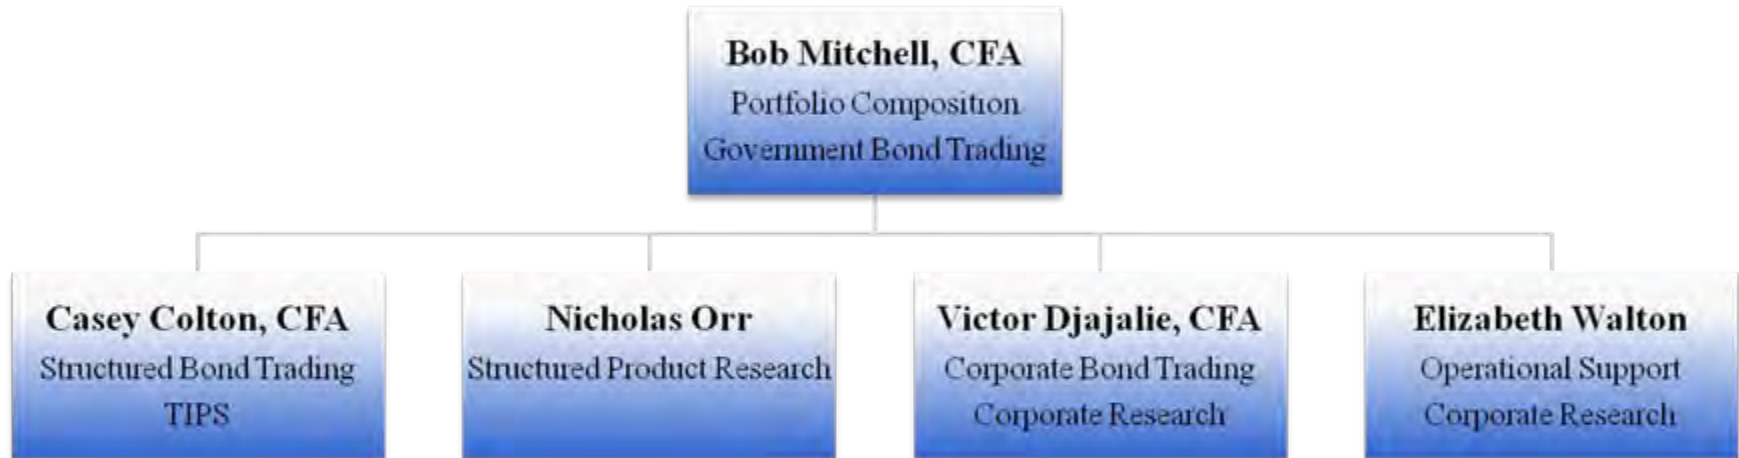 Bob Mitchell, CFA
Portfolio Composition
Government Bond Trading
Casey Colton, CFA
Structured Bond Trading
TIPS
Nicholas Orr
Structured Product Research
Victor Djajalie, CFA
Corporate Bond Trading
Corporate Research
Elizabeth Walton
Operational Support
Corporate Research